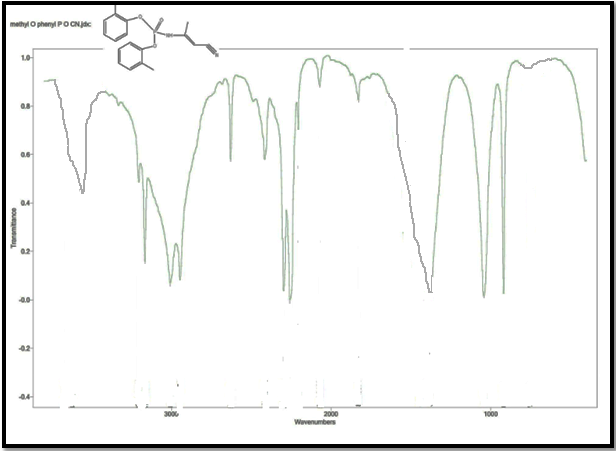 methyl O phenyl P O CN.jdx
O
O
P
NH
O
N
1.0
0.8
0.6
0.4
0.2
-0.0
-0.2
-0.4
Transmittance
3000
2000
1000
Wavenumbers